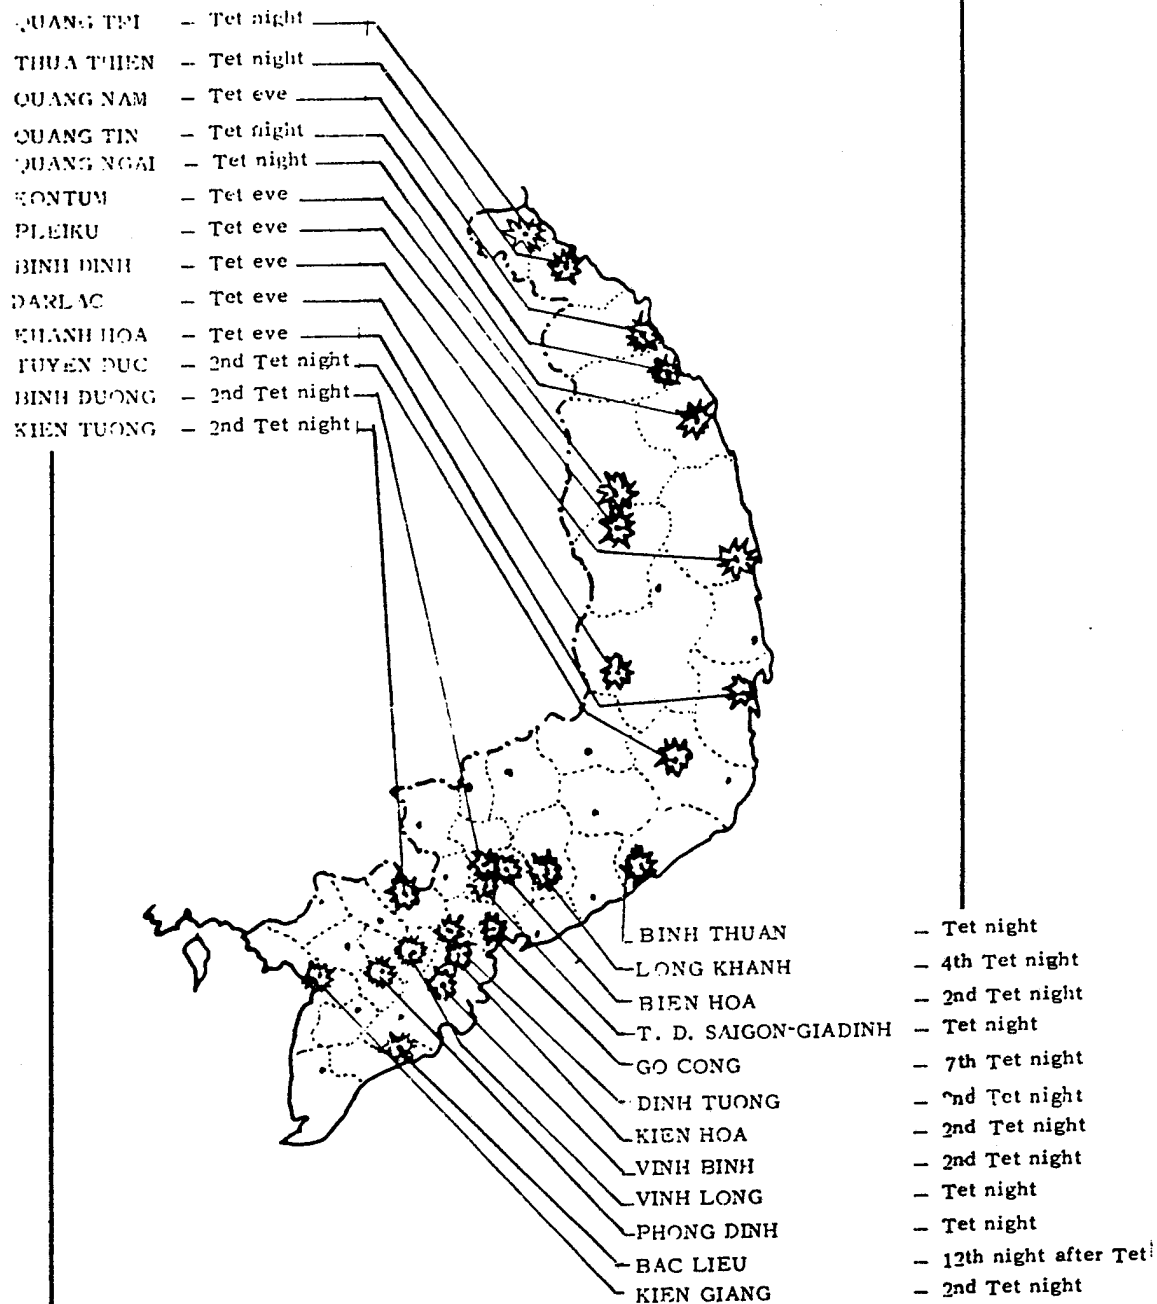 QUANG TRI – Tet night
THUA THIEN – Tet night
QUANG NAM – Tet eve
QUANG TIN – Tet night
QUANG NGAI – Tet night
KONTUM – Tet eve
PLEIKU – Tet eve
BINH DINH – Tet eve
DARLAC – Tet eve
KHANH HOA – Tet eve
TUYEN DUC – 2nd Tet night
BINH DUONG – 2nd Tet night
KIEN TUONG – 2nd Tet night
BINH THUAN – Tet night
LONG KHANH – 4th Tet night
BIEN HOA – 2nd Tet night
T. D. SAIGON-GIADINH – Tet night
GO CONG – 7th Tet night
DINH TUONG – 2nd Tet night
KIEN HOA – 2nd Tet night
VINH BINH – 2nd Tet night
VINH LONG – Tet night
PHONG DINH – Tet night
BAC LIEU – 12th night after Tet
KIEN GIANG – 2nd Tet night